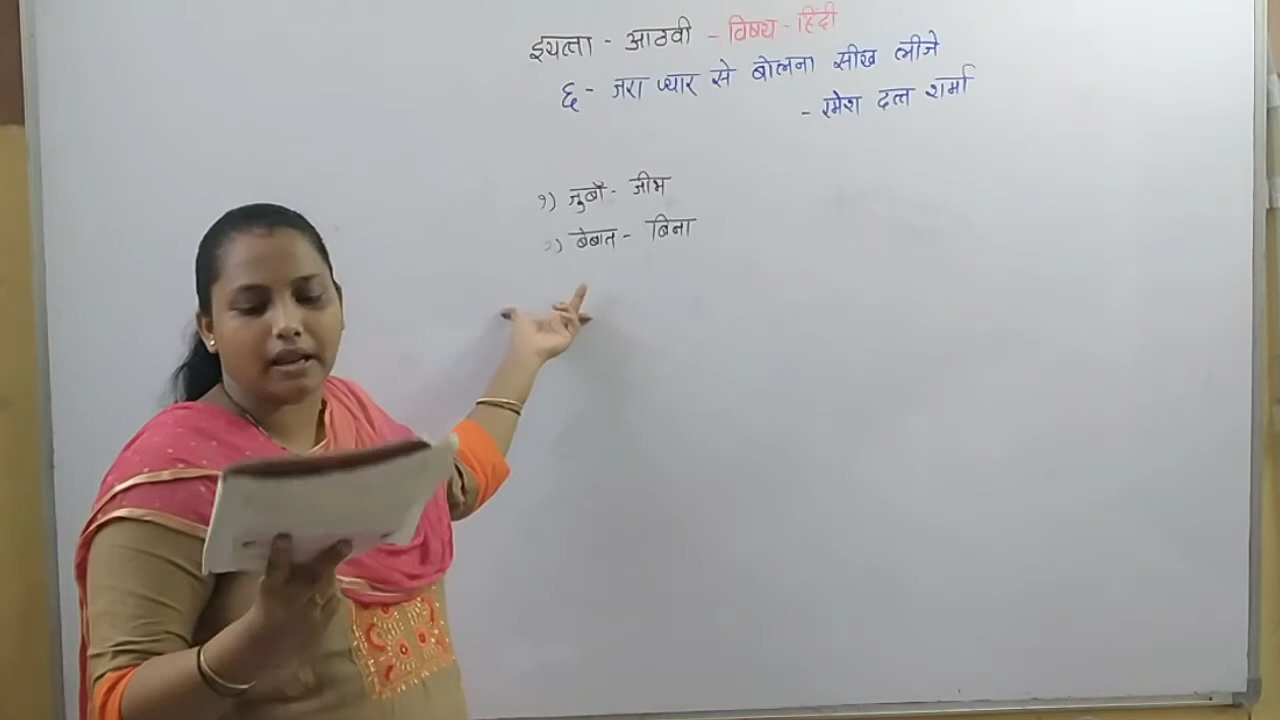 इयत्ता - आठवी - विषय - हिंदी
६ - जरा प्यार से बोलना सीख लीजे
- रमेश दत्त शर्मा
१) जुबाँ - जीभ
२) बेबात - बिना